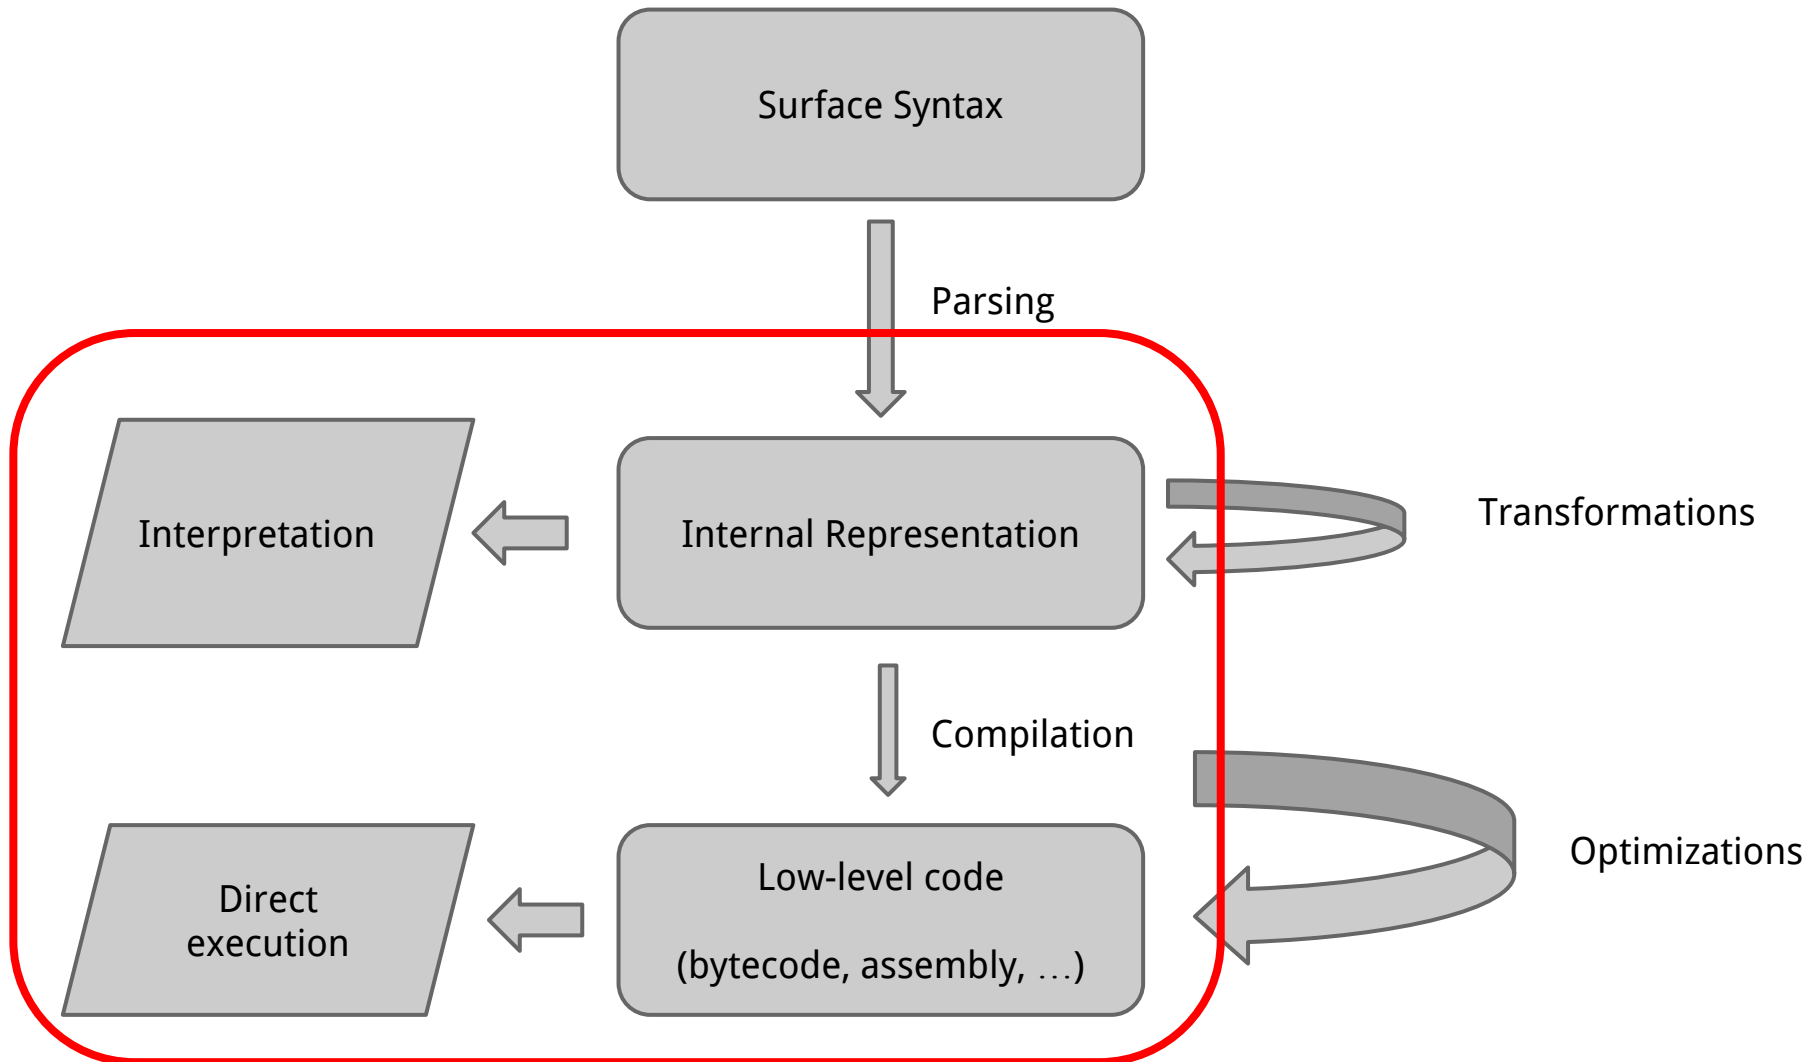 Surface Syntax
Parsing
Interpretation
Internal Representation
Transformations
Compilation
Direct
execution
Low-level code
(bytecode, assembly, …)
Optimizations